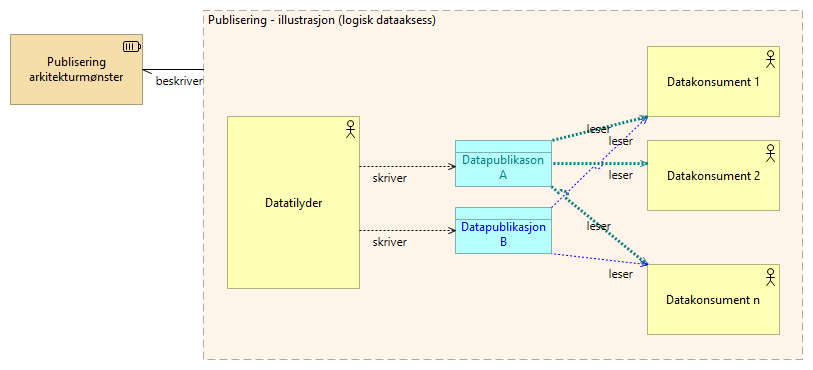 Publisering - illustrasjon (logisk dataaksess)
Publisering
arkitekturmønster
beskriver
Datatilyder
skriver
skriver
Datapublikason
A
Datapublikasjon
B
leser
leser
leser
leser
leser
Datakonsument 1
Datakonsument 2
Datakonsument n